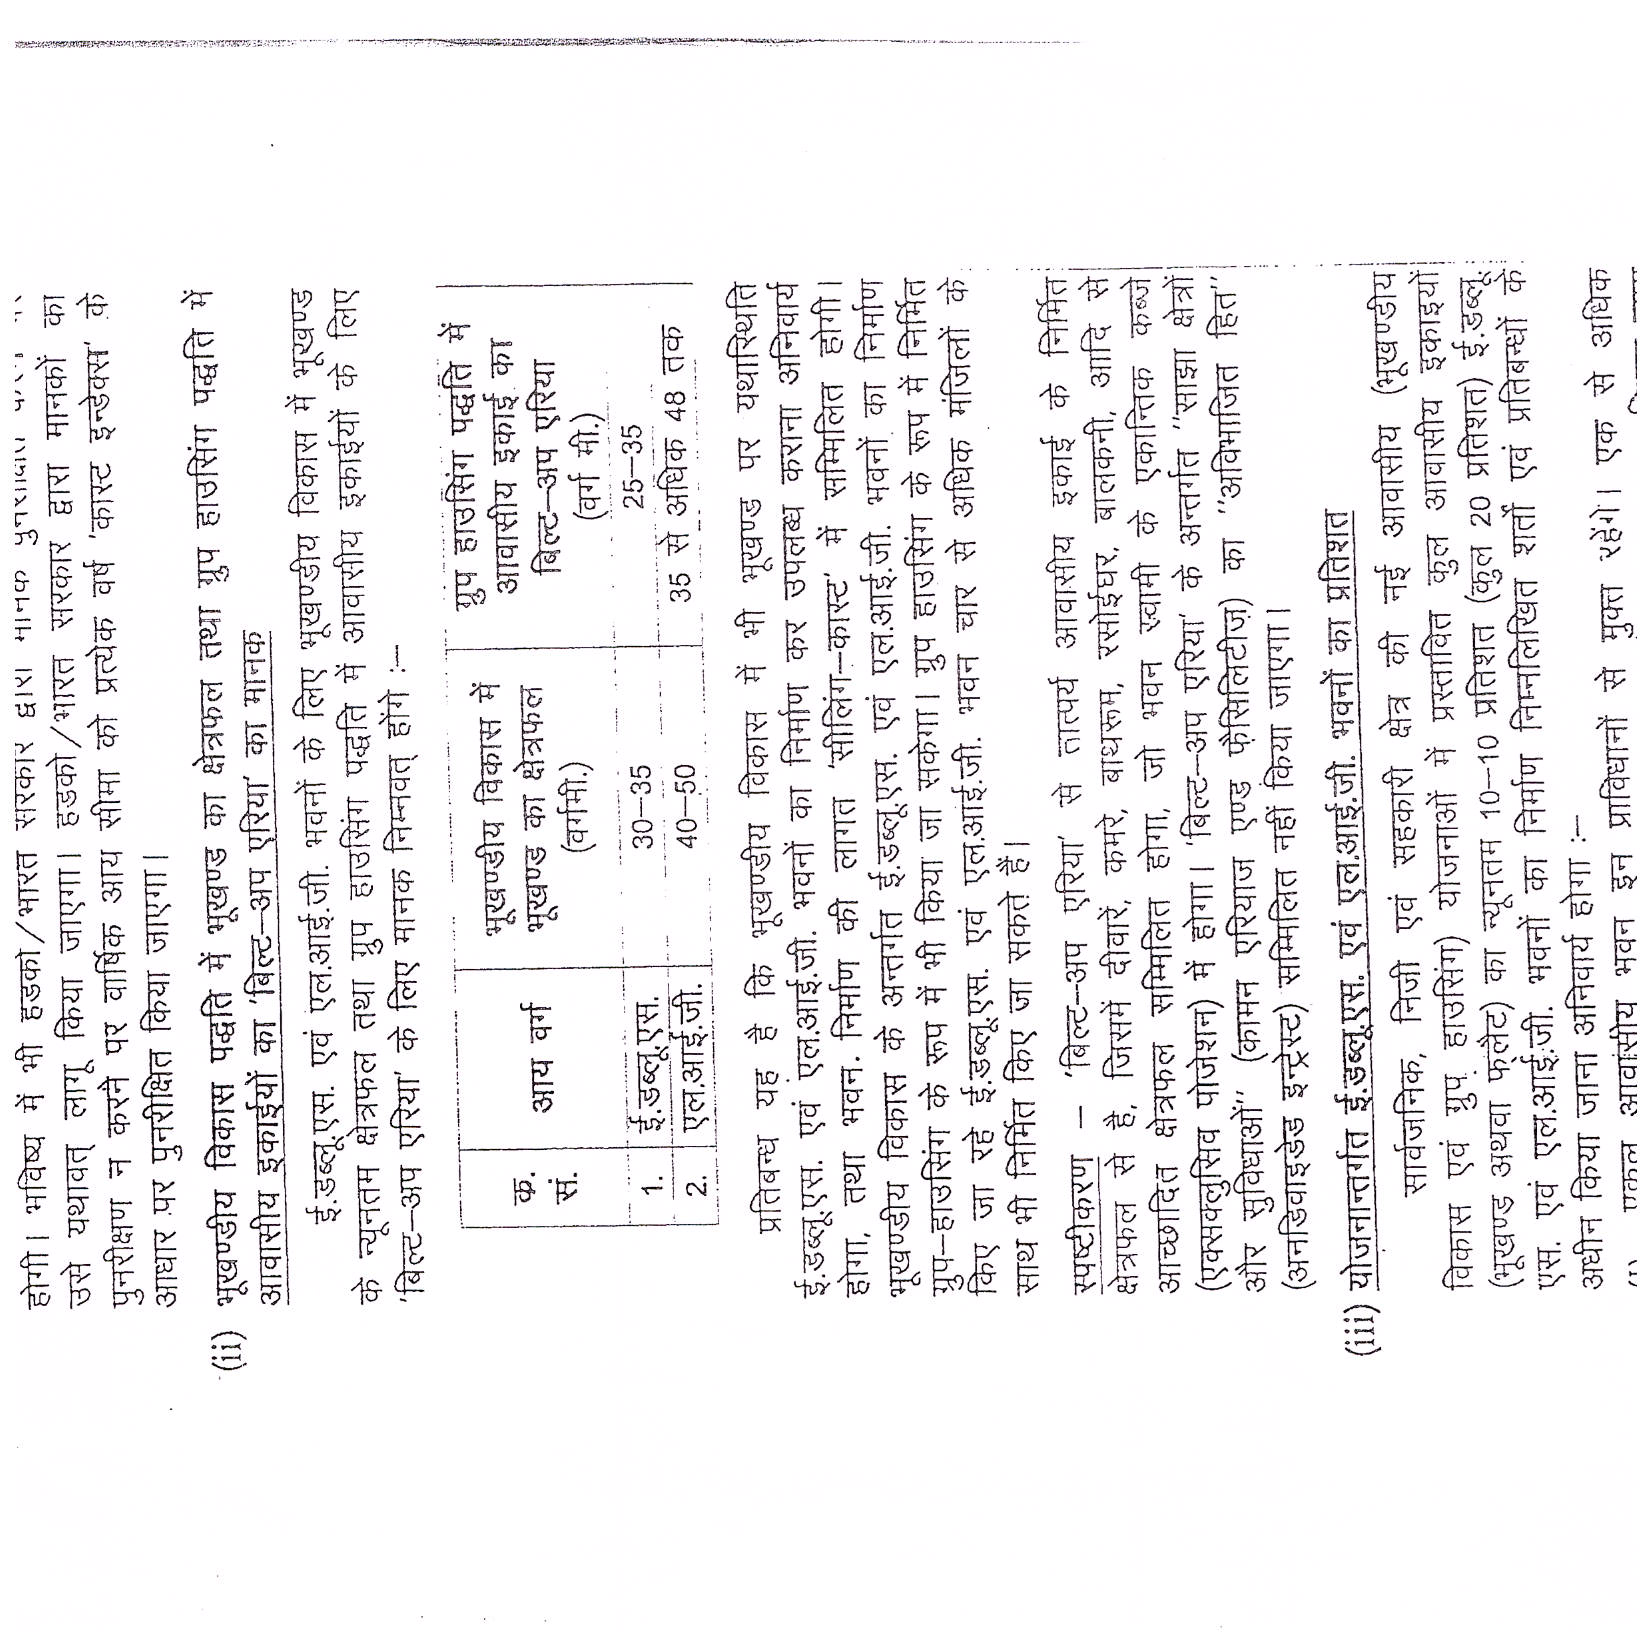 होगी। भविष्य में भी हडको/भारत सरकार द्वारा मानक
उसे यथावत् लागू किया जाएगा। हडको/भारत सरकार द्वारा मानकों का
पुनरीक्षण न करने पर वार्षिक आय सीमा को प्रत्येक वर्ष 'कास्ट इन्डेक्स' के
आधार पर पुनरीक्षित किया जाएगा।
(ii) भूखण्डीय विकास पद्धति में भूखण्ड का क्षेत्रफल तथा ग्रुप हाउसिंग पद्धति में
आवासीय इकाईयों का 'बिल्ट-अप एरिया' का मानक
ई.डब्लू.एस. एवं एल.आई.जी. भवनों के लिए भूखण्डीय विकास में भूखण्ड
के न्यूनतम क्षेत्रफल तथा ग्रुप हाउसिंग पद्धति में आवासीय इकाईयों के लिए
'बिल्ट-अप एरिया' के लिए मानक निम्नवत् होंगे :-
क्र. सं. आय वर्ग भूखण्डीय विकास में भूखण्ड का क्षेत्रफल (वर्गमी.) ग्रुप हाउसिंग पद्धति में आवासीय इकाई का बिल्ट-अप एरिया (वर्ग मी.)
1. ई.डब्लू.एस. 30-35 25-35
2. एल.आई.जी. 40-50 35 से अधिक 48 तक
प्रतिबन्ध यह है कि भूखण्डीय विकास में भी भूखण्ड पर यथास्थिति
ई.डब्लू.एस. एवं एल.आई.जी. भवनों का निर्माण कर उपलब्ध कराना अनिवार्य
होगा, तथा भवन निर्माण की लागत 'सीलिंग-कास्ट' में सम्मिलित होगी।
भूखण्डीय विकास के अन्तर्गत ई.डब्लू.एस. एवं एल.आई.जी. भवनों का निर्माण
ग्रुप-हाउसिंग के रूप में भी किया जा सकेगा। ग्रुप हाउसिंग के रूप में निर्मित
किए जा रहे ई.डब्लू.एस. एवं एल.आई.जी. भवन चार से अधिक मंजिलों के
साथ भी निर्मित किए जा सकते हैं।
स्पष्टीकरण - 'बिल्ट-अप एरिया' से तात्पर्य आवासीय इकाई के निर्मित
क्षेत्रफल से है, जिसमें दीवारें, कमरे, बाथरूम, रसोईघर, बालकनी, आदि से
आच्छादित क्षेत्रफल सम्मिलित होगा, जो भवन स्वामी के एकान्तिक कब्जे
(एक्सक्लुसिव पोजेशन) में होगा। 'बिल्ट-अप एरिया' के अन्तर्गत "साझा क्षेत्रों
और सुविधाओं" (कामन एरियाज एण्ड फैसिलिटीज़) का "अविभाजित हित"
(अनडिवाइडेड इन्ट्रेस्ट) सम्मिलित नहीं किया जाएगा।
(iii) योजनान्तर्गत ई.डब्लू.एस. एवं एल.आई.जी. भवनों का प्रतिशत
सार्वजनिक, निजी एवं सहकारी क्षेत्र की नई आवासीय (भूखण्डीय
विकास एवं ग्रुप हाउसिंग) योजनाओं में प्रस्तावित कुल आवासीय इकाइयों
(भूखण्ड अथवा फ्लैट) का न्यूनतम 10-10 प्रतिशत (कुल 20 प्रतिशत) ई.डब्लू.
एस. एवं एल.आई.जी. भवनों का निर्माण निम्नलिखित शर्तों एवं प्रतिबन्धों के
अधीन किया जाना अनिवार्य होगा :-
एकल आवासीय भवन इन प्राविधानों से मुक्त रहेंगे। एक से अधिक